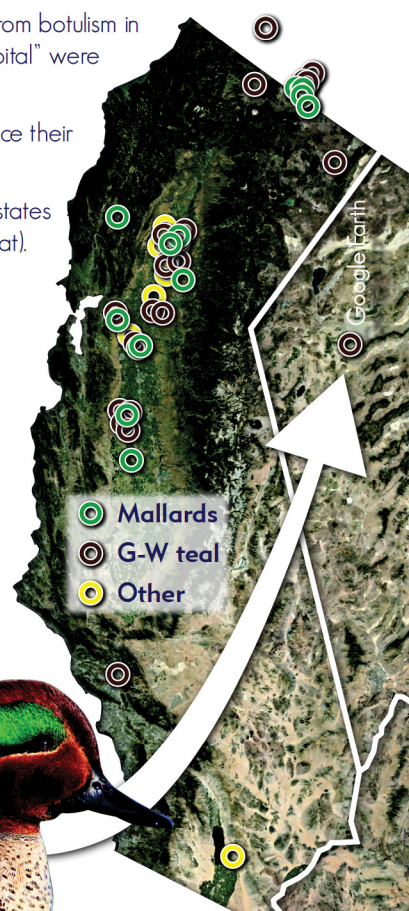 rom botulism in
pital” were
ce their
states
at).
Google Earth
Mallards
G-W teal
Other